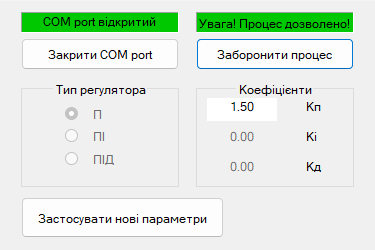 COM port відкритий
Увага! Процес дозволено!
Закрити COM port
Заборонити процес
Тип регулятора
П
ПІ
ПІД
Коефіцієнти
1.50 Кп
0.00 Кі
0.00 Кд
Застосувати нові параметри